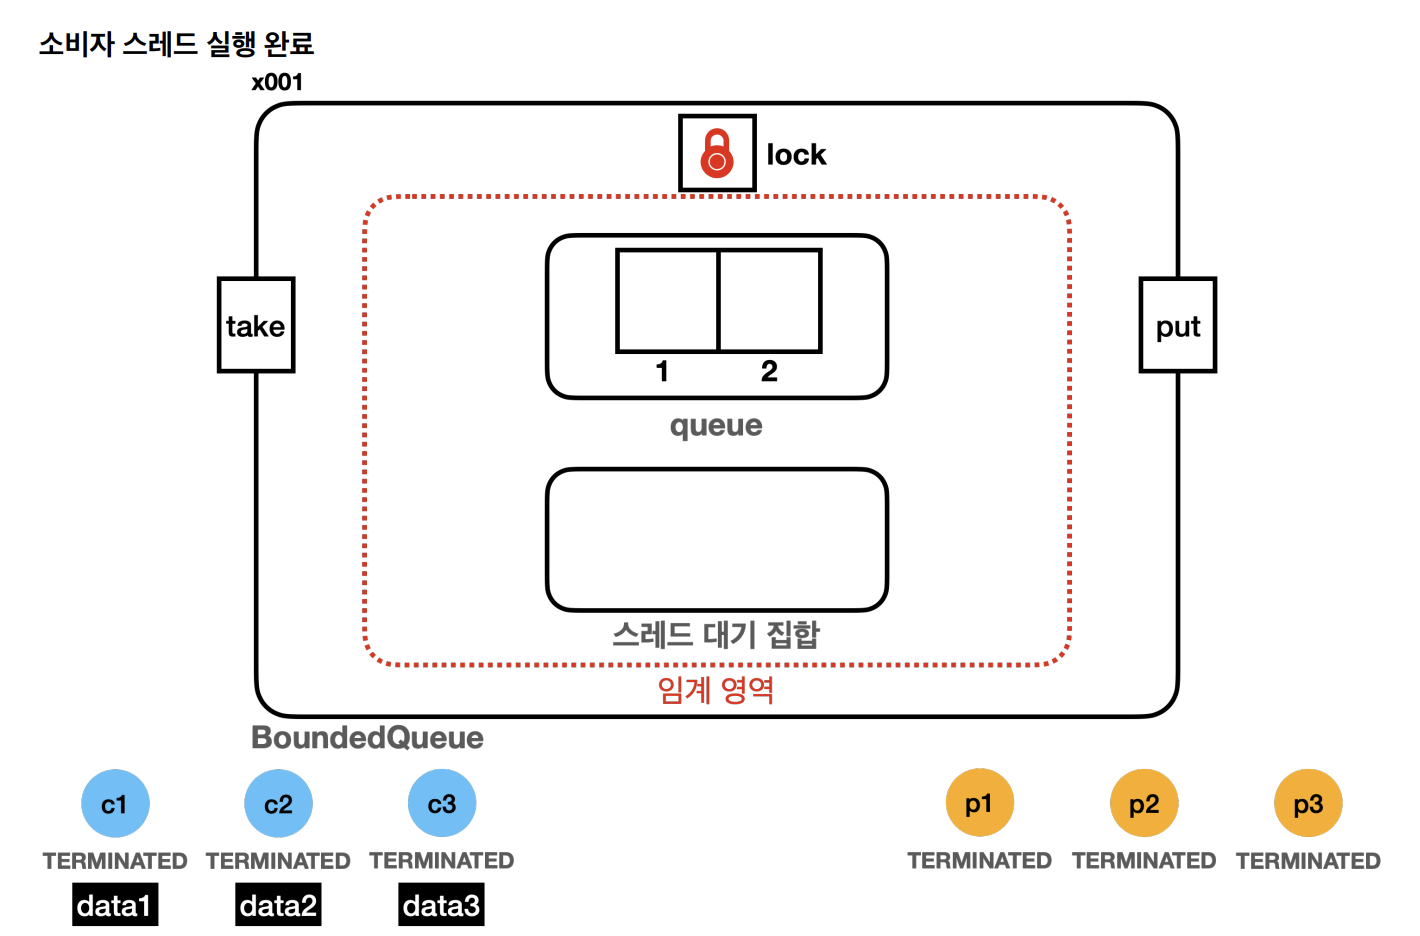 소비자 스레드 실행 완료
x001
lock
take
put
1 2
queue
스레드 대기 집합
임계 영역
BoundedQueue
c1 c2 c3 p1 p2 p3
TERMINATED TERMINATED TERMINATED TERMINATED TERMINATED TERMINATED
data1 data2 data3